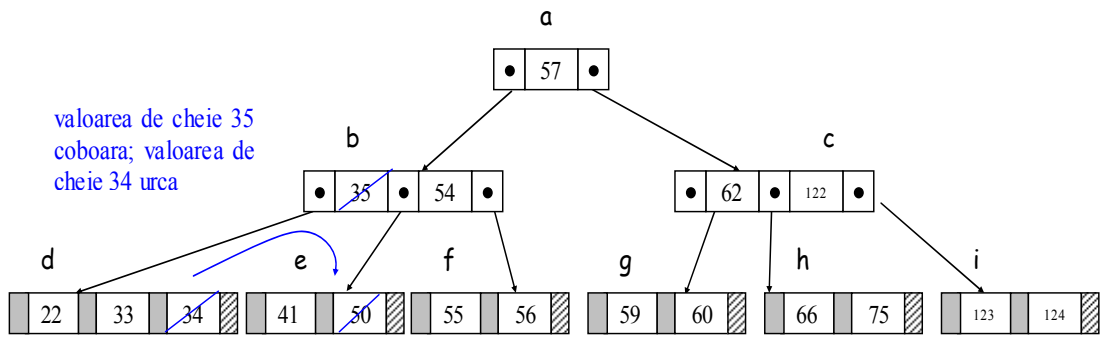 a
57
valoarea de cheie 35
coboara; valoarea de
cheie 34 urca
b
c
35 54
62 122
d
e
f
g
h
i
22 33 34
41 50
55 56
59 60
66 75
123 124